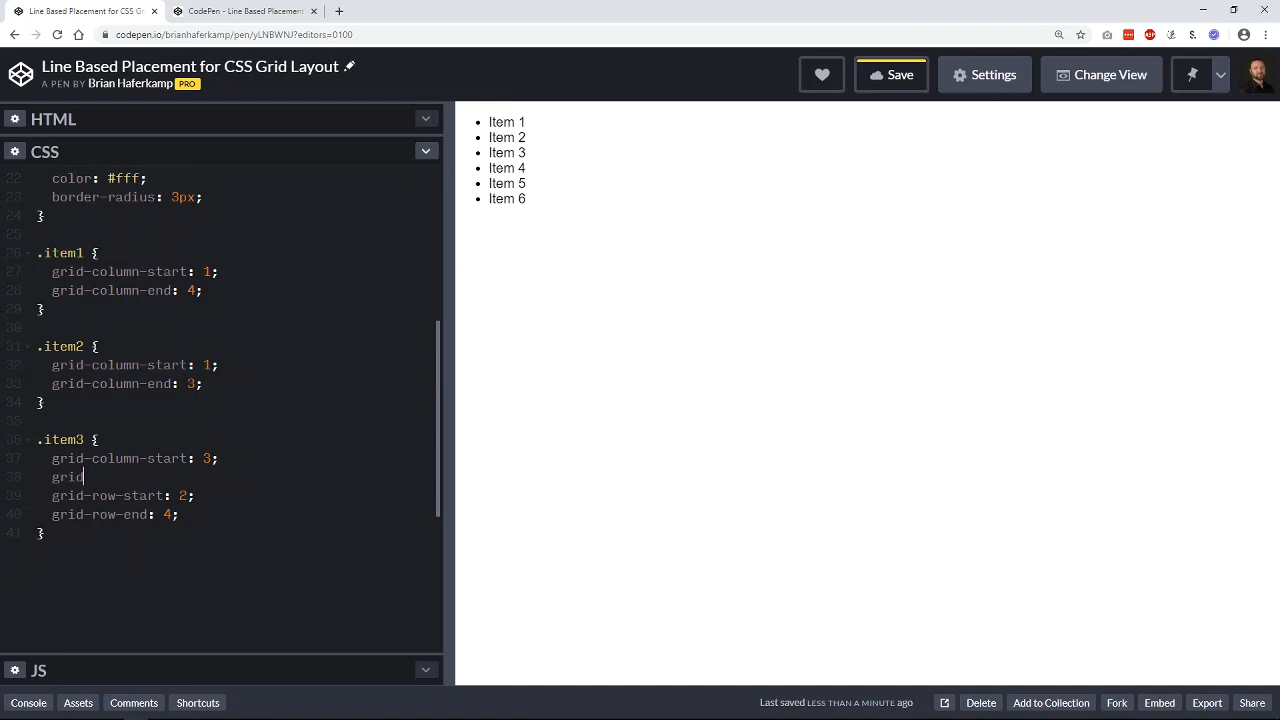 Line Based Placement for CSS Gr
CodePen - Line Based Placement
codepen.io/brianhaferkamp/pen/yLNBWNJ?editors=0100
Line Based Placement for CSS Grid Layout
A PEN BY Brian Haferkamp PRO
Save
Settings
Change View
HTML
CSS
22 color: #fff;
23 border-radius: 3px;
24 }
25
26 .item1 {
27 grid-column-start: 1;
28 grid-column-end: 4;
29 }
30
31 .item2 {
32 grid-column-start: 1;
33 grid-column-end: 3;
34 }
35
36 .item3 {
37 grid-column-start: 3;
38 grid
39 grid-row-start: 2;
40 grid-row-end: 4;
41 }
• Item 1
• Item 2
• Item 3
• Item 4
• Item 5
• Item 6
JS
Console Assets Comments Shortcuts
Last saved LESS THAN A MINUTE ago
Delete Add to Collection Fork Embed Export Share